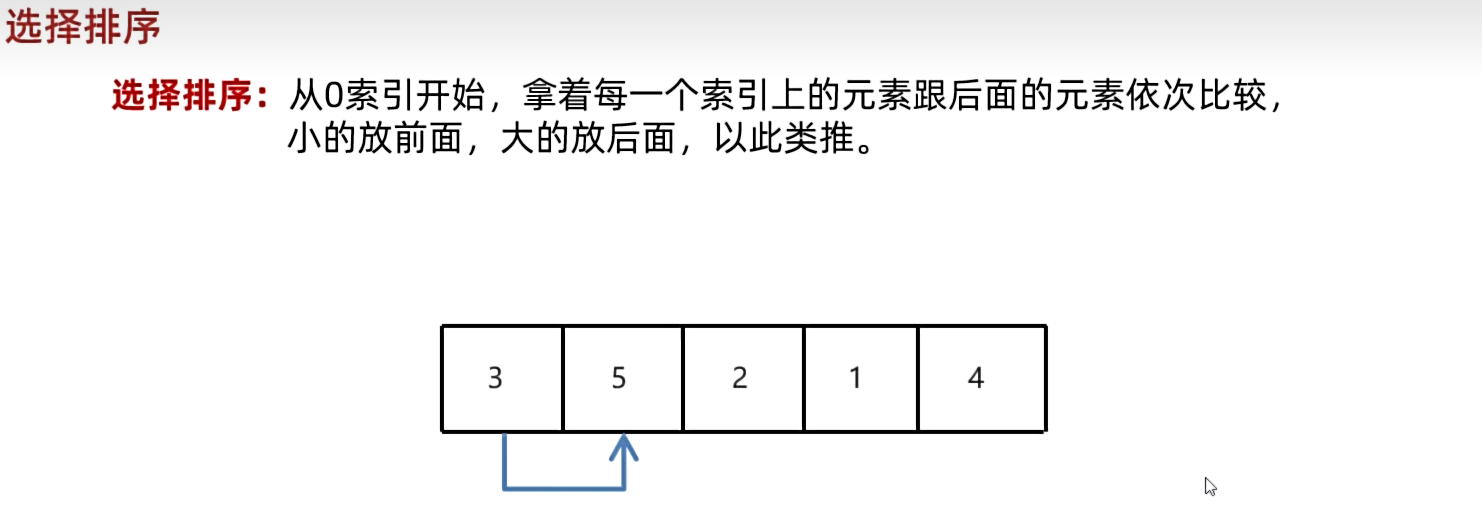 选择排序
选择排序：从0索引开始，拿着每一个索引上的元素跟后面的元素依次比较，
小的放前面，大的放后面，以此类推。
3 5 2 1 4